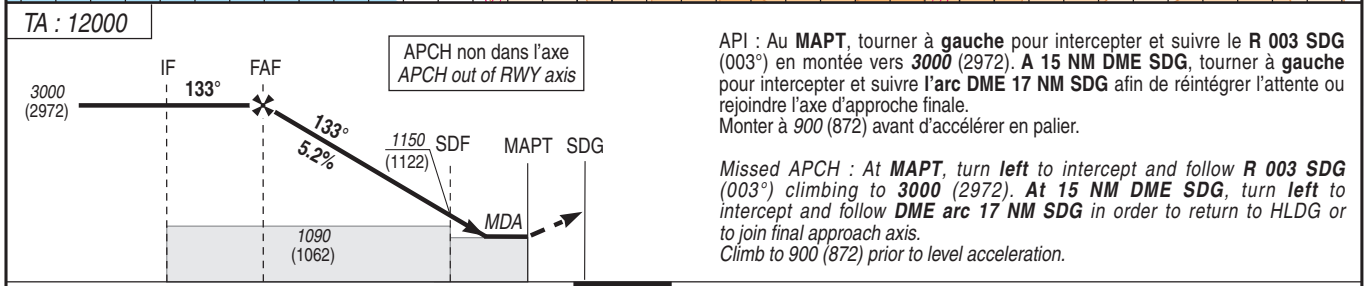 TA : 12000
APCH non dans l'axe
APCH out of RWY axis
IF
FAF
3000
(2972)
133°
133°
5.2%
1150
(1122)
SDF
MAPT
SDG
MDA
1090
(1062)
API : Au MAPT, tourner à gauche pour intercepter et suivre le R 003 SDG
(003°) en montée vers 3000 (2972). A 15 NM DME SDG, tourner à gauche
pour intercepter et suivre l'arc DME 17 NM SDG afin de réintégrer l'attente ou
rejoindre l'axe d'approche finale.
Monter à 900 (872) avant d'accélérer en palier.
Missed APCH : At MAPT, turn left to intercept and follow R 003 SDG
(003°) climbing to 3000 (2972). At 15 NM DME SDG, turn left to
intercept and follow DME arc 17 NM SDG in order to return to HLDG or
to join final approach axis.
Climb to 900 (872) prior to level acceleration.